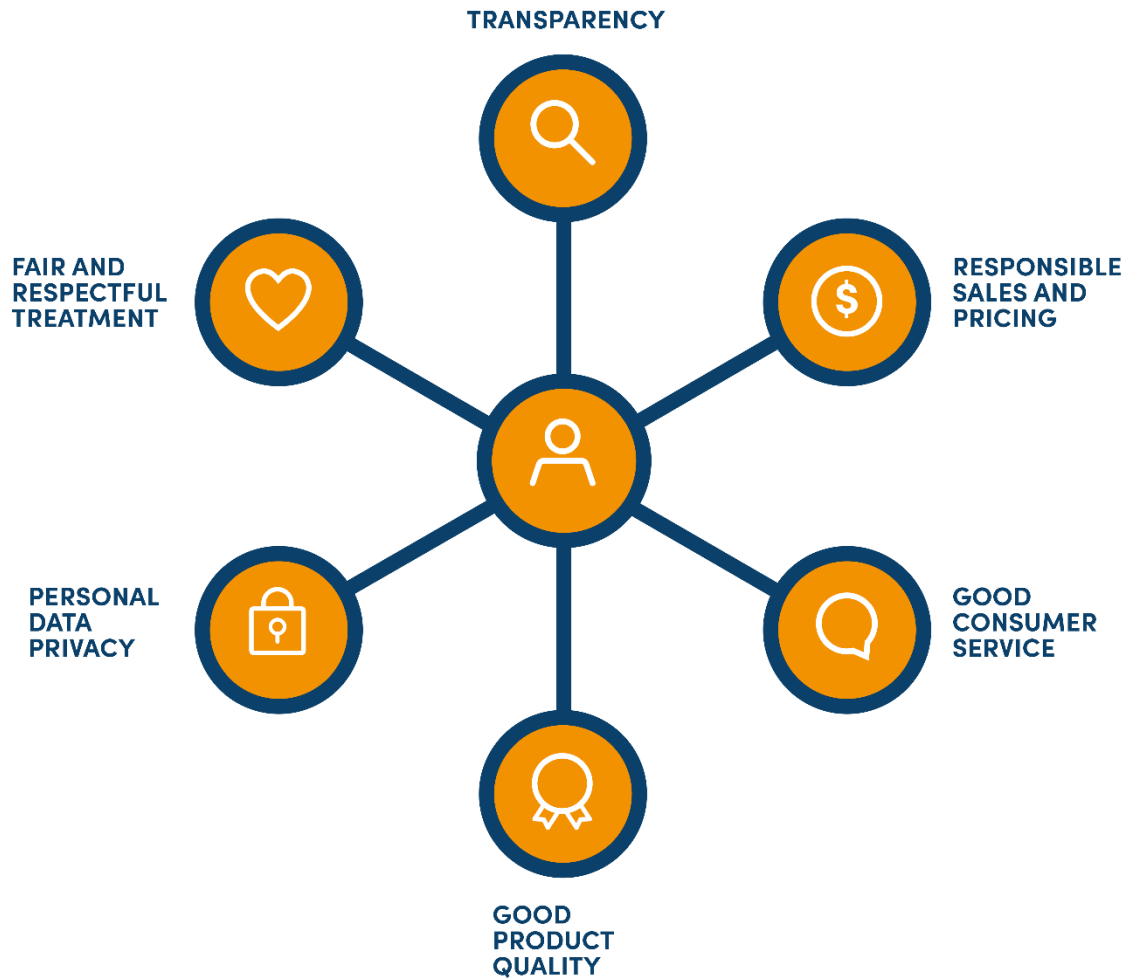 TRANSPARENCY
FAIR AND
RESPECTFUL
TREATMENT
RESPONSIBLE
SALES AND
PRICING
$
PERSONAL
DATA
PRIVACY
GOOD
CONSUMER
SERVICE
GOOD
PRODUCT
QUALITY